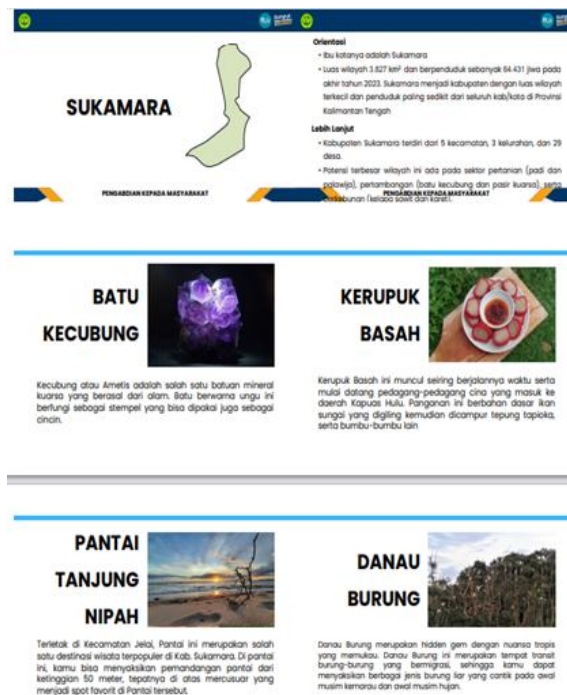 SUKAMARA
PENGABDIAN KEPADA MASYARAKAT
Orientasi
• Ibu kotanya adalah Sukamara
• Luas wilayah 3.827 km² dan berpenduduk sebanyak 64.431 jiwa pada
akhir tahun 2023. Sukamara menjadi kabupaten dengan luas wilayah
terkecil dan penduduk paling sedikit dari seluruh kab/kota di Provinsi
Kalimantan Tengah
Lebih Lanjut
• Kabupaten Sukamara terdiri dari 5 kecamatan, 3 kelurahan, dan 29
desa.
• Potensi terbesar wilayah ini ada pada sektor pertanian (padi dan
palawija), pertambangan (batu kecubung dan pasir kuarsa), serta
perkebunan (kelapa sawit dan karet).
PENGABDIAN KEPADA MASYARAKAT
BATU
KECUBUNG
Kecubung atau Ametis adalah salah satu batuan mineral
kuarsa yang berasal dari alam. Batu berwarna ungu ini
berfungsi sebagai stempel yang bisa dipakai juga sebagai
cincin.
KERUPUK
BASAH
Kerupuk Basah ini muncul seiring berjalannya waktu serta
mulai datang pedagang-pedagang cina yang masuk ke
daerah Kapuas Hulu. Panganan ini berbahan dasar ikan
sungai yang digiling kemudian dicampur tepung tapioka,
serta bumbu-bumbu lain
PANTAI
TANJUNG
NIPAH
Terletak di Kecamatan Jelai, Pantai ini merupakan salah
satu destinasi wisata terpopuler di Kab. Sukamara. Di pantai
ini, kamu bisa menyaksikan pemandangan pantai dari
ketinggian 50 meter, tepatnya di atas mercusuar yang
menjadi spot favorit di Pantai tersebut.
DANAU
BURUNG
Danau Burung merupakan hidden gem dengan nuansa tropis
yang memukau. Danau Burung ini merupakan tempat transit
burung-burung yang bermigrasi, sehingga kamu dapat
menyaksikan berbagai jenis burung liar yang cantik pada awal
musim kemarau dan awal musim hujan.